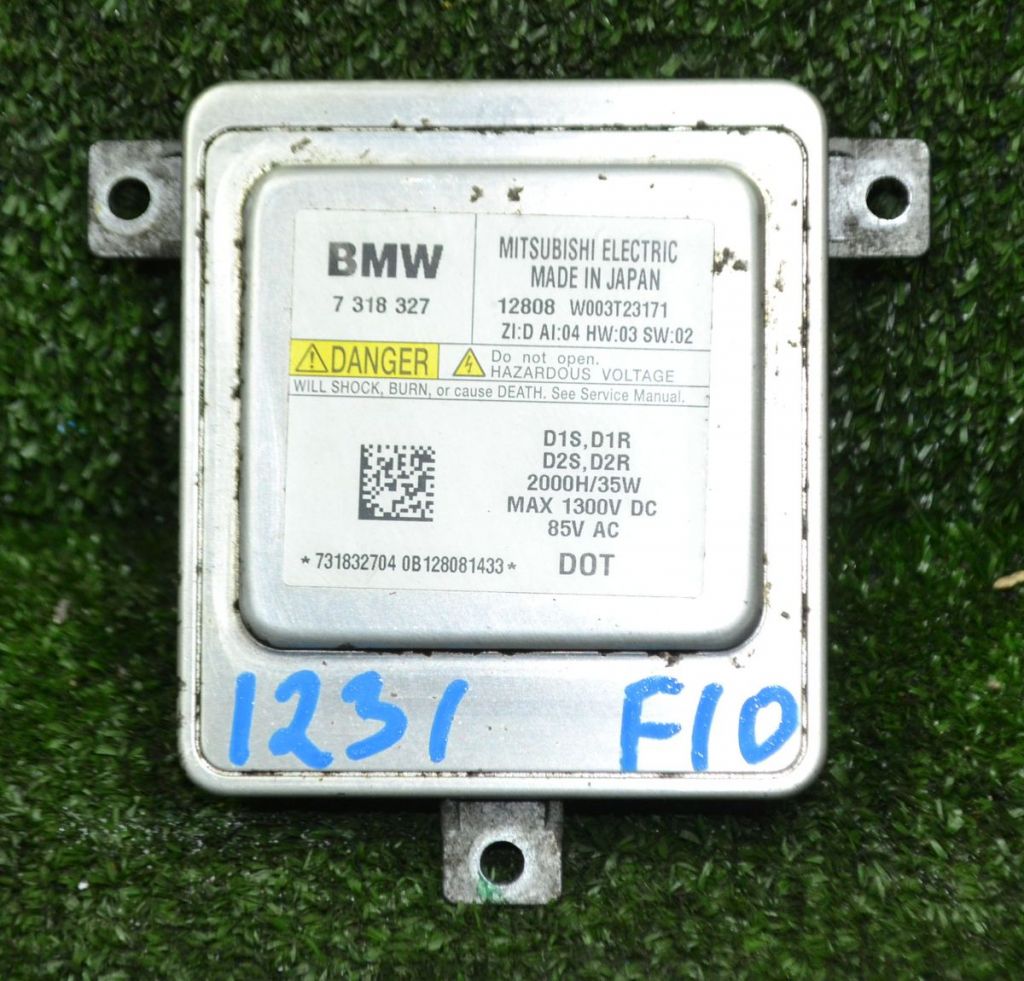 BMW
7 318 327
MITSUBISHI ELECTRIC
MADE IN JAPAN
12808 W003T23171
ZI:D AI:04 HW:03 SW:02
DANGER
Do not open.
HAZARDOUS VOLTAGE
WILL SHOCK, BURN, or cause DEATH. See Service Manual.
D1S,D1R
D2S,D2R
2000H/35W
MAX 1300V DC
85V AC
*731832704 0B128081433*
DOT
1231 F10